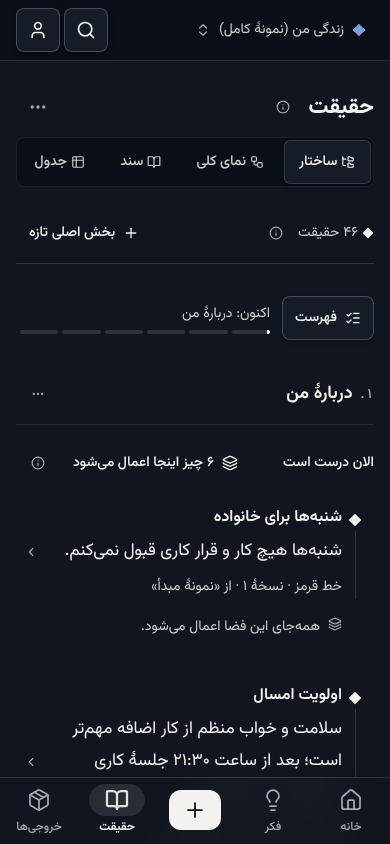 زندگی من (نمونهٔ کامل)
حقیقت
ساختار
نمای کلی
سند
جدول
۴۶ حقیقت
بخش اصلی تازه
فهرست
اکنون: دربارهٔ من
۱. دربارهٔ من
الان درست است
۶ چیز اینجا اعمال می‌شود
شنبه‌ها برای خانواده
شنبه‌ها هیچ کار و قرار کاری قبول نمی‌کنم.
خط قرمز · نسخهٔ ۱ · از «نمونهٔ مبدأ»
همه‌جای این فضا اعمال می‌شود.
اولویت امسال
سلامت و خواب منظم از کار اضافه مهم‌تر
است؛ بعد از ساعت ۲۱:۳۰ جلسهٔ کاری
خانه
فکر
حقیقت
خروجی‌ها